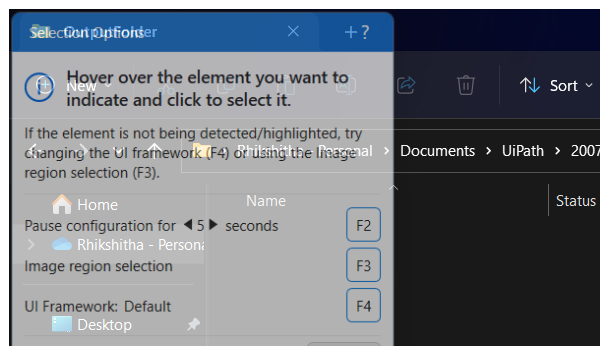 Selection Options
OutputFolder
?
Hover over the element you want to
indicate and click to select it.
New
Sort
If the element is not being detected/highlighted, try
changing the UI framework (F4) or using the Image
region selection (F3).
Rhikshitha - Personal > Documents > UiPath > 2007
Home
Name
Status
Pause configuration for 5 seconds
F2
Rhikshitha - Persona
Image region selection
F3
UI Framework: Default
F4
Desktop